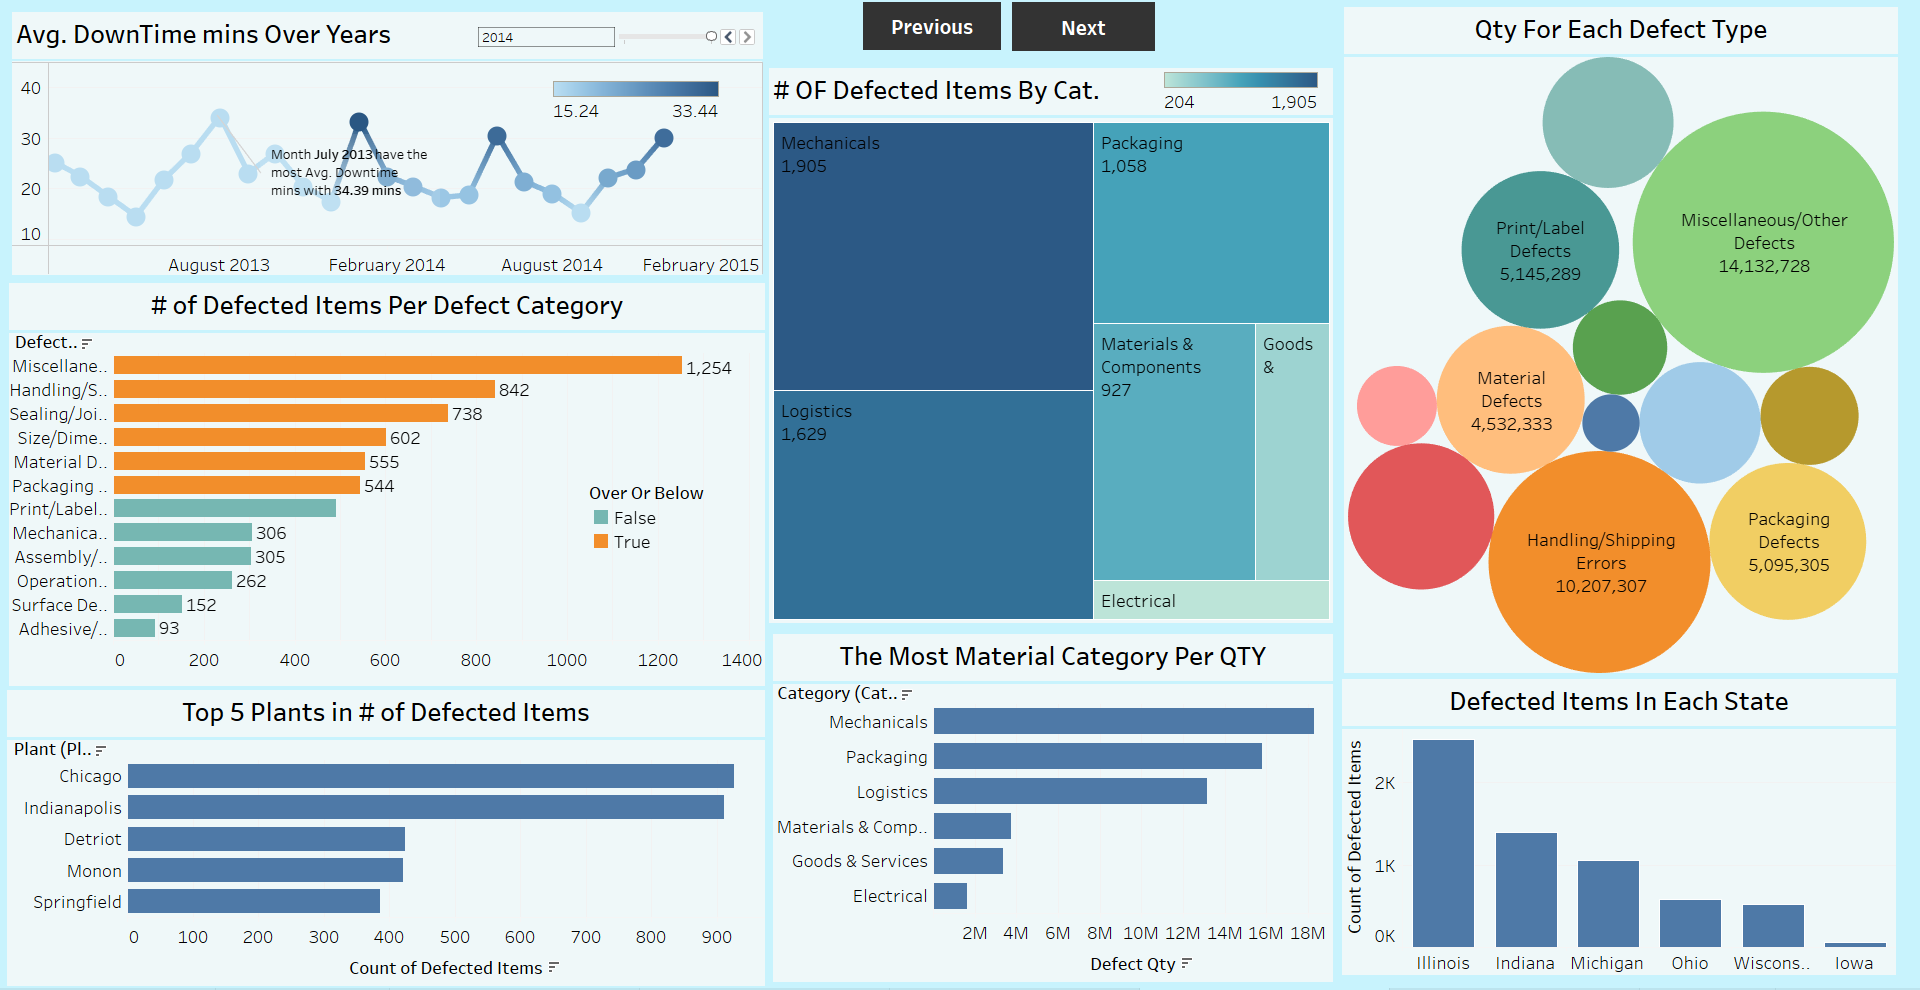 Avg. DownTime mins Over Years
2014
15.24
33.44
40
30
20
10
Month July 2013 have the
most Avg. Downtime
mins with 34.39 mins
August 2013
February 2014
August 2014
February 2015
# of Defected Items Per Defect Category
Defect..
Miscellane..
1,254
Handling/S..
842
Sealing/Joi..
738
Size/Dime..
602
Material D..
555
Packaging ..
544
Print/Label..
Mechanica..
306
Assembly/..
305
Operation..
262
Surface De..
152
Adhesive/..
93
Over Or Below
False
True
0
200
400
600
800
1000
1200
1400
Top 5 Plants in # of Defected Items
Plant (Pl..
Chicago
Indianapolis
Detriot
Monon
Springfield
0
100
200
300
400
500
600
700
800
900
Count of Defected Items
Previous
Next
# OF Defected Items By Cat.
204
1,905
Mechanicals
1,905
Logistics
1,629
Packaging
1,058
Materials &
Components
927
Goods
&
Electrical
The Most Material Category Per QTY
Category (Cat..
Mechanicals
Packaging
Logistics
Materials & Comp..
Goods & Services
Electrical
2M
4M
6M
8M
10M
12M
14M
16M
18M
Defect Qty
Qty For Each Defect Type
Print/Label
Defects
5,145,289
Miscellaneous/Other
Defects
14,132,728
Material
Defects
4,532,333
Handling/Shipping
Errors
10,207,307
Packaging
Defects
5,095,305
Defected Items In Each State
Count of Defected Items
2K
1K
0K
Illinois
Indiana
Michigan
Ohio
Wiscons..
Iowa